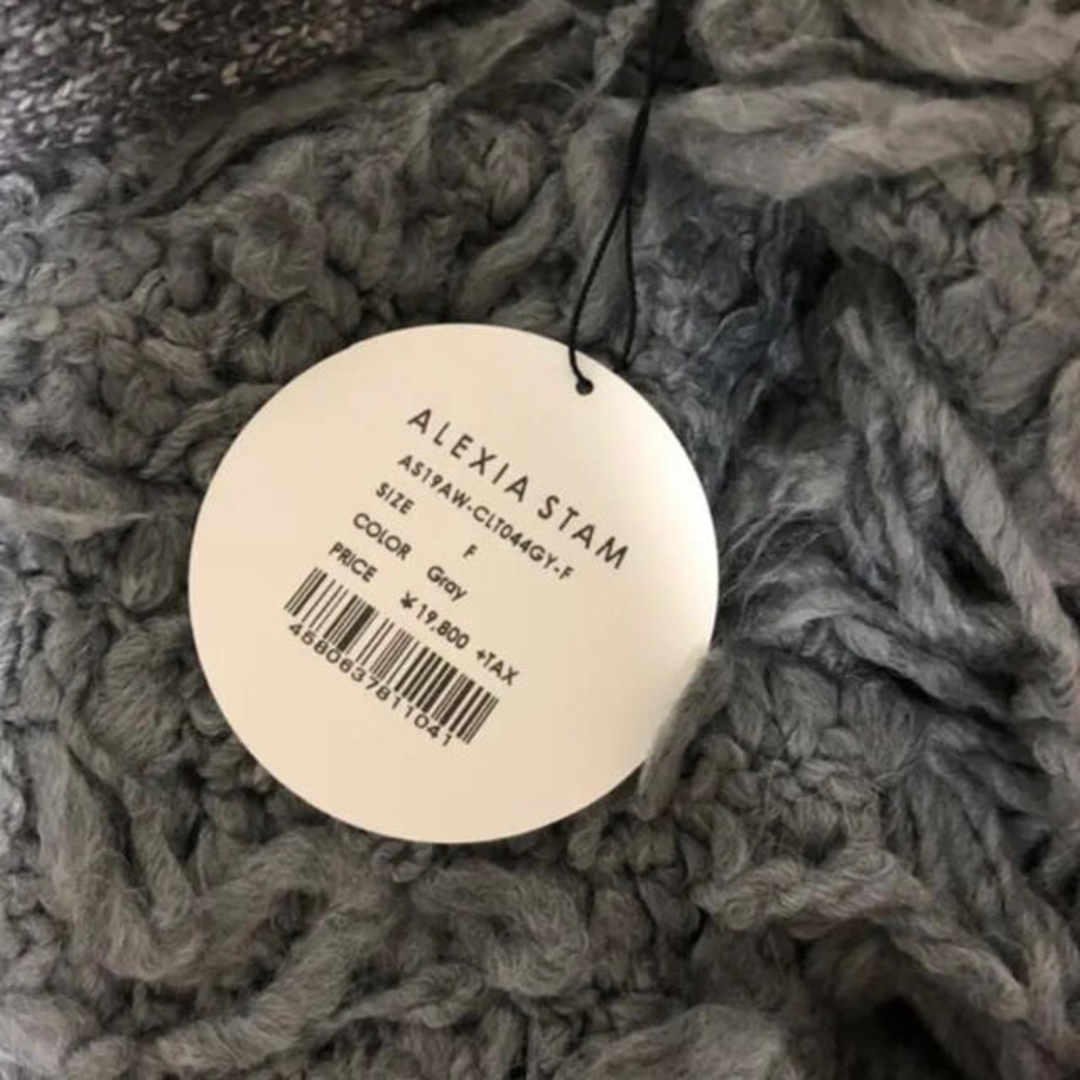 ALEXIA STAM
AS19AW-CLT044GY-F
SIZE F
COLOR Gray
PRICE ¥19,800 +TAX
4580637811041